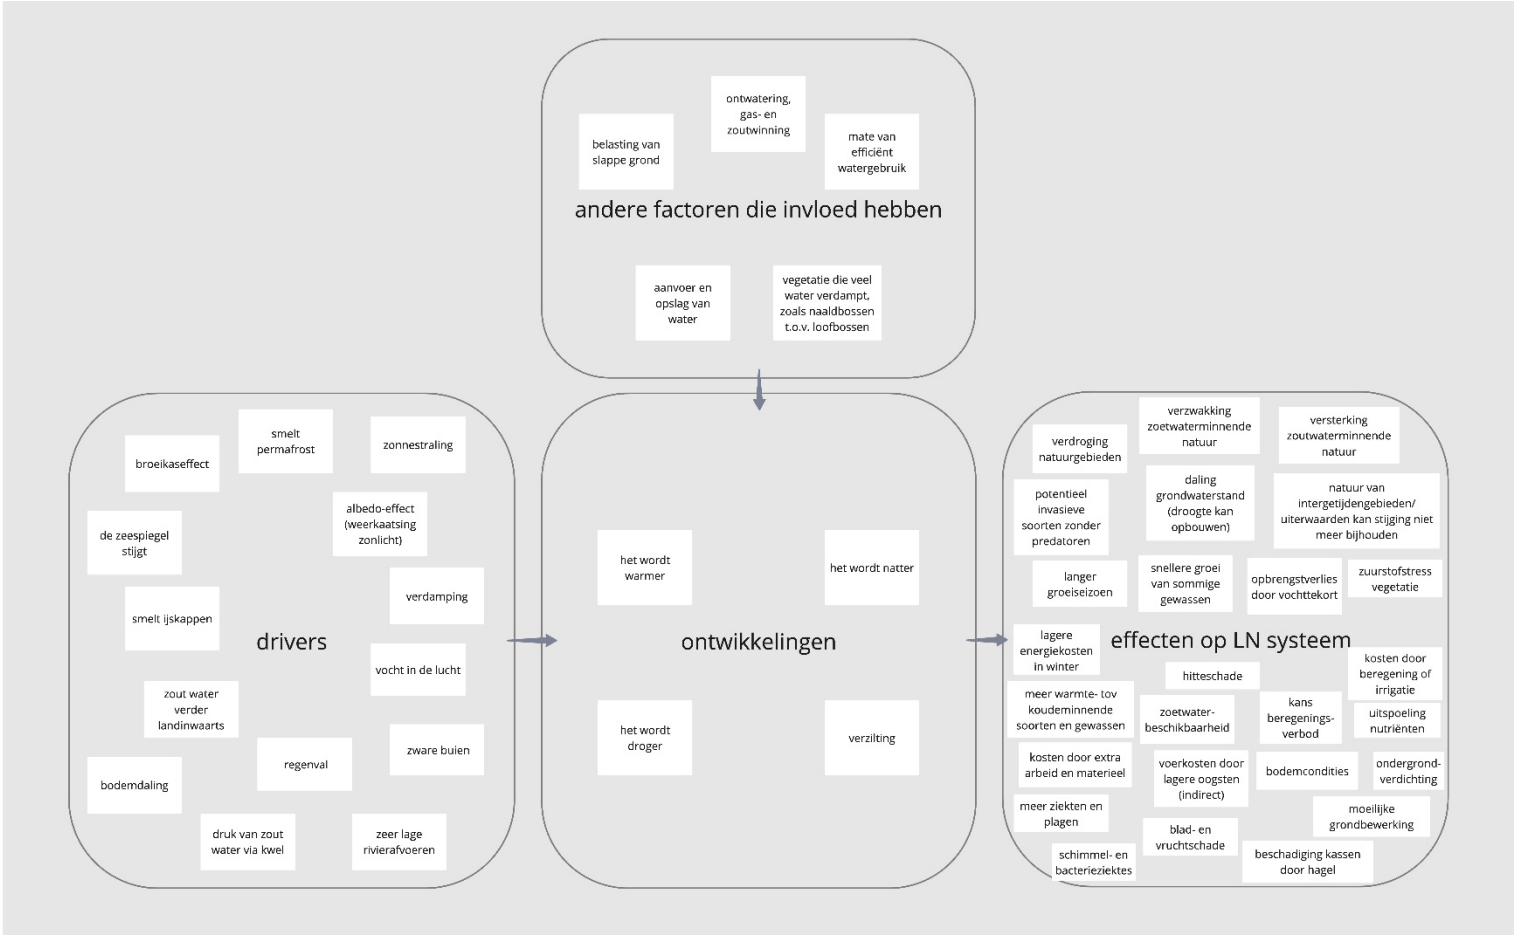 ontwatering,
gas- en
zoutwinning
belasting van
slappe grond
mate van
efficiënt
watergebruik
andere factoren die invloed hebben
aanvoer en
opslag van
water
vegetatie die veel
water verdampt,
zoals naaldbossen
t.o.v. loofbossen
smelt
permafrost
zonnestraling
broeikaseffect
albedo-effect
(weerkaatsing
zonlicht)
de zeespiegel
stijgt
verdamping
smelt ijskappen
drivers
vocht in de lucht
zout water
verder
landinwaarts
zware buien
regenval
bodemdaling
druk van zout
water via kwel
zeer lage
rivierafvoeren
het wordt
warmer
het wordt natter
ontwikkelingen
het wordt
droger
verzilting
verzwakking
zoetwaterminnende
natuur
versterking
zoutwaterminnende
natuur
verdroging
natuurgebieden
potentieel
invasieve
soorten zonder
predatoren
daling
grondwaterstand
(droogte kan
opbouwen)
natuur van
intergetijdengebieden/
uiterwaarden kan stijging niet
meer bijhouden
langer
groeiseizoen
snellere groei
van sommige
gewassen
opbrengstverlies
door vochttekort
zuurstofstress
vegetatie
lagere
energiekosten
in winter
effecten op LN systeem
hitteschade
kosten door
beregening of
irrigatie
meer warmte- tov
koudeminnende
soorten en gewassen
zoetwater-
beschikbaarheid
kans
beregenings-
verbod
uitspoeling
nutriënten
kosten door extra
arbeid en materieel
voerkosten door
lagere oogsten
(indirect)
bodemcondities
ondergrond-
verdichting
meer ziekten en
plagen
blad- en
vruchtschade
moeilijke
grondbewerking
schimmel- en
bacterieziektes
beschadiging kassen
door hagel